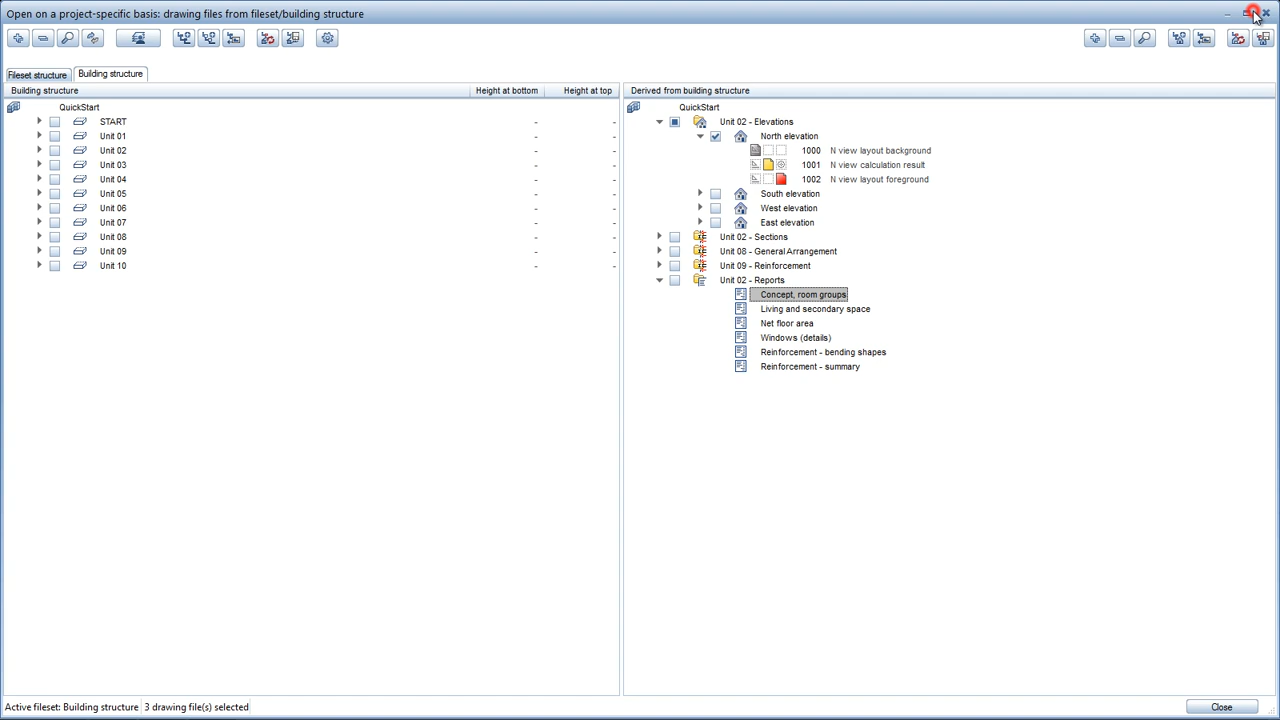 Open on a project-specific basis: drawing files from fileset/building structure
Fileset structure
Building structure
Building structure Height at bottom Height at top
QuickStart
START - -
Unit 01 - -
Unit 02 - -
Unit 03 - -
Unit 04 - -
Unit 05 - -
Unit 06 - -
Unit 07 - -
Unit 08 - -
Unit 09 - -
Unit 10 - -
Derived from building structure
QuickStart
Unit 02 - Elevations
North elevation
1000 N view layout background
1001 N view calculation result
1002 N view layout foreground
South elevation
West elevation
East elevation
Unit 02 - Sections
Unit 08 - General Arrangement
Unit 09 - Reinforcement
Unit 02 - Reports
Concept, room groups
Living and secondary space
Net floor area
Windows (details)
Reinforcement - bending shapes
Reinforcement - summary
Active fileset: Building structure 3 drawing file(s) selected
Close